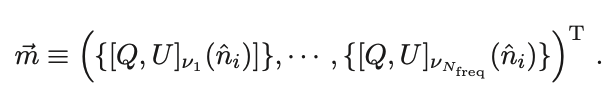 $\vec{m} \equiv \left( \{[Q, U]_{\nu_1}(\hat{n}_i)]\}, \cdots, \{[Q, U]_{\nu_{N_{\rm freq}}}(\hat{n}_i)\} \right)^{\rm T}.$